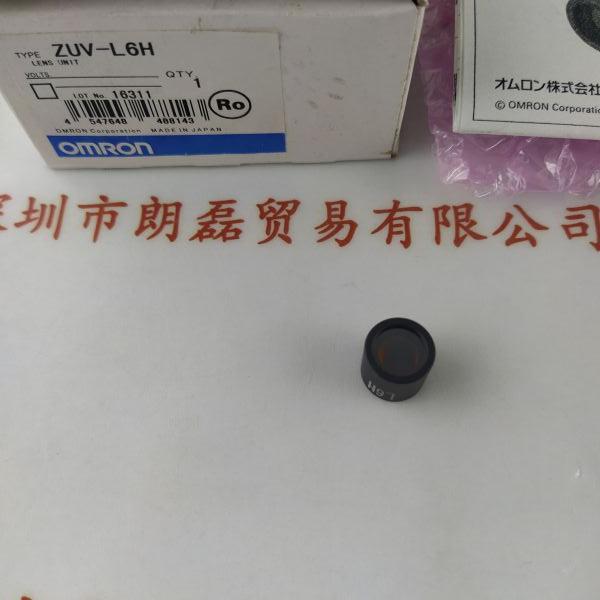 TYPE ZUV-L6H
LENS UNIT
VOLTS
QTY.
1
LOT No. 16311
Ro
4 547648 488143
OMRON Corporation MADE IN JAPAN
OMRON
オムロン株式会社
© OMRON Corporation
深圳市朗磊贸易有限公司
L6H